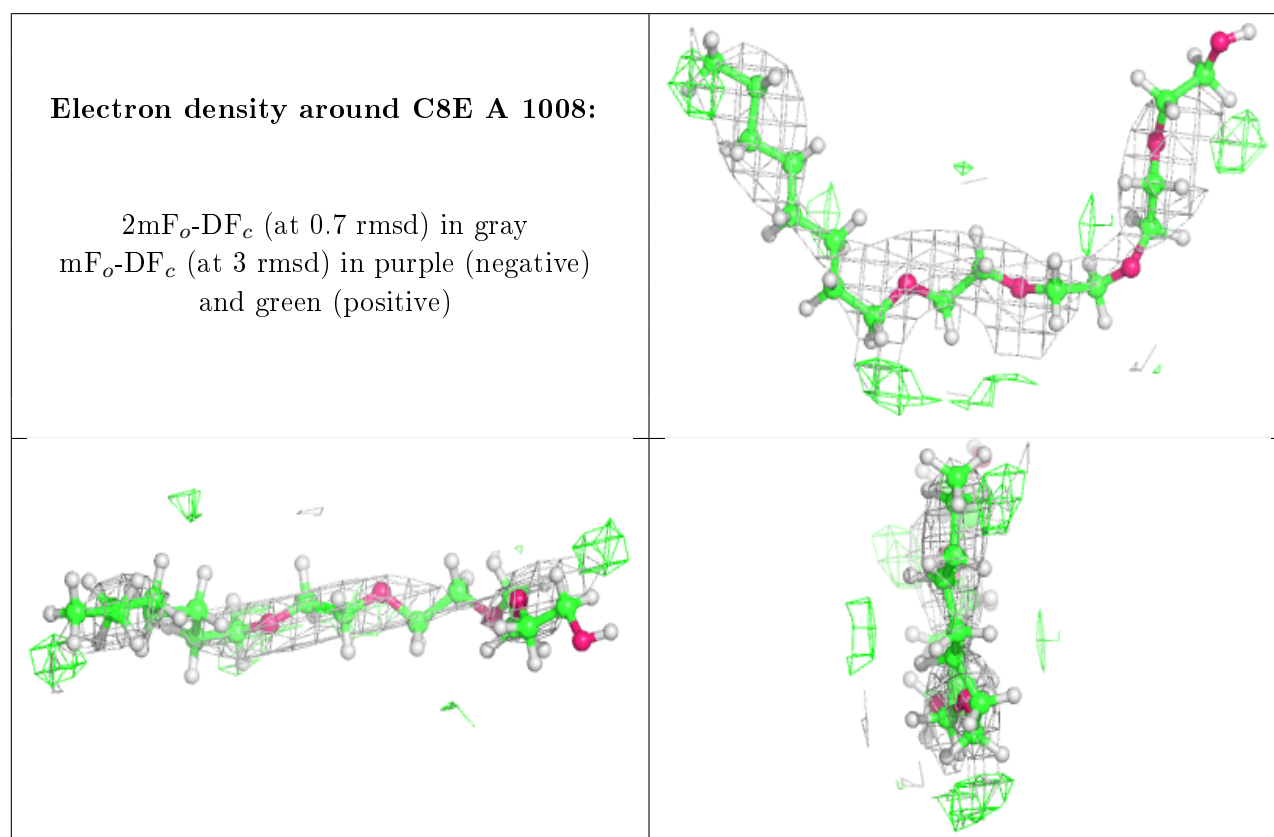 Electron density around C8E A 1008:
2mFo-DFc (at 0.7 rmsd) in gray
mFo-DFc (at 3 rmsd) in purple (negative)
and green (positive)